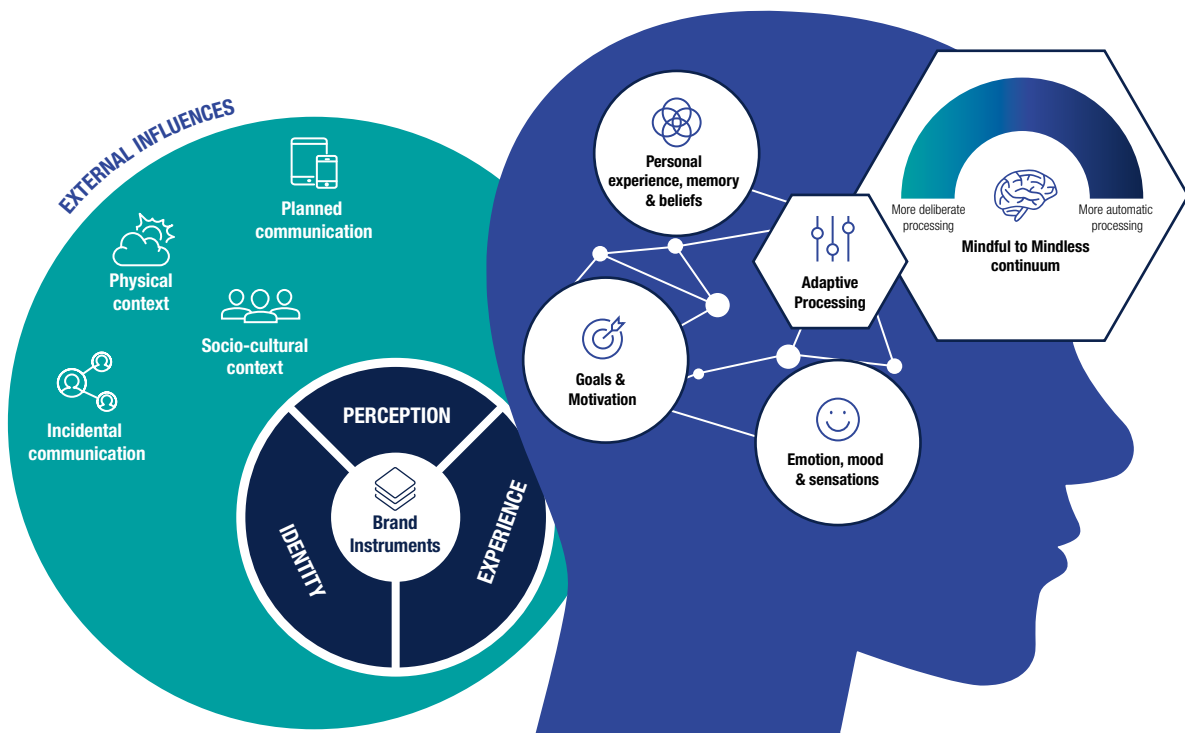 EXTERNAL INFLUENCES
Planned
communication
Physical
context
Socio-cultural
context
Incidental
communication
PERCEPTION
IDENTITY
EXPERIENCE
Brand
Instruments
Personal
experience, memory
& beliefs
Goals &
Motivation
Adaptive
Processing
Emotion, mood
& sensations
More deliberate
processing
More automatic
processing
Mindful to Mindless
continuum